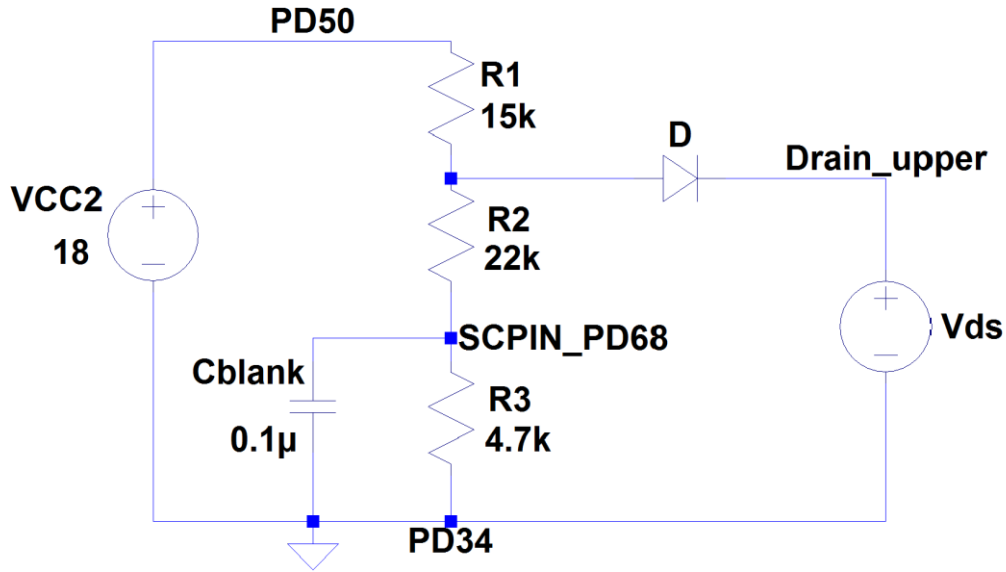 PD50
R1
15k
D
Drain_upper
VCC2
18
R2
22k
SCPIN_PD68
Vds
Cblank
0.1µ
R3
4.7k
PD34